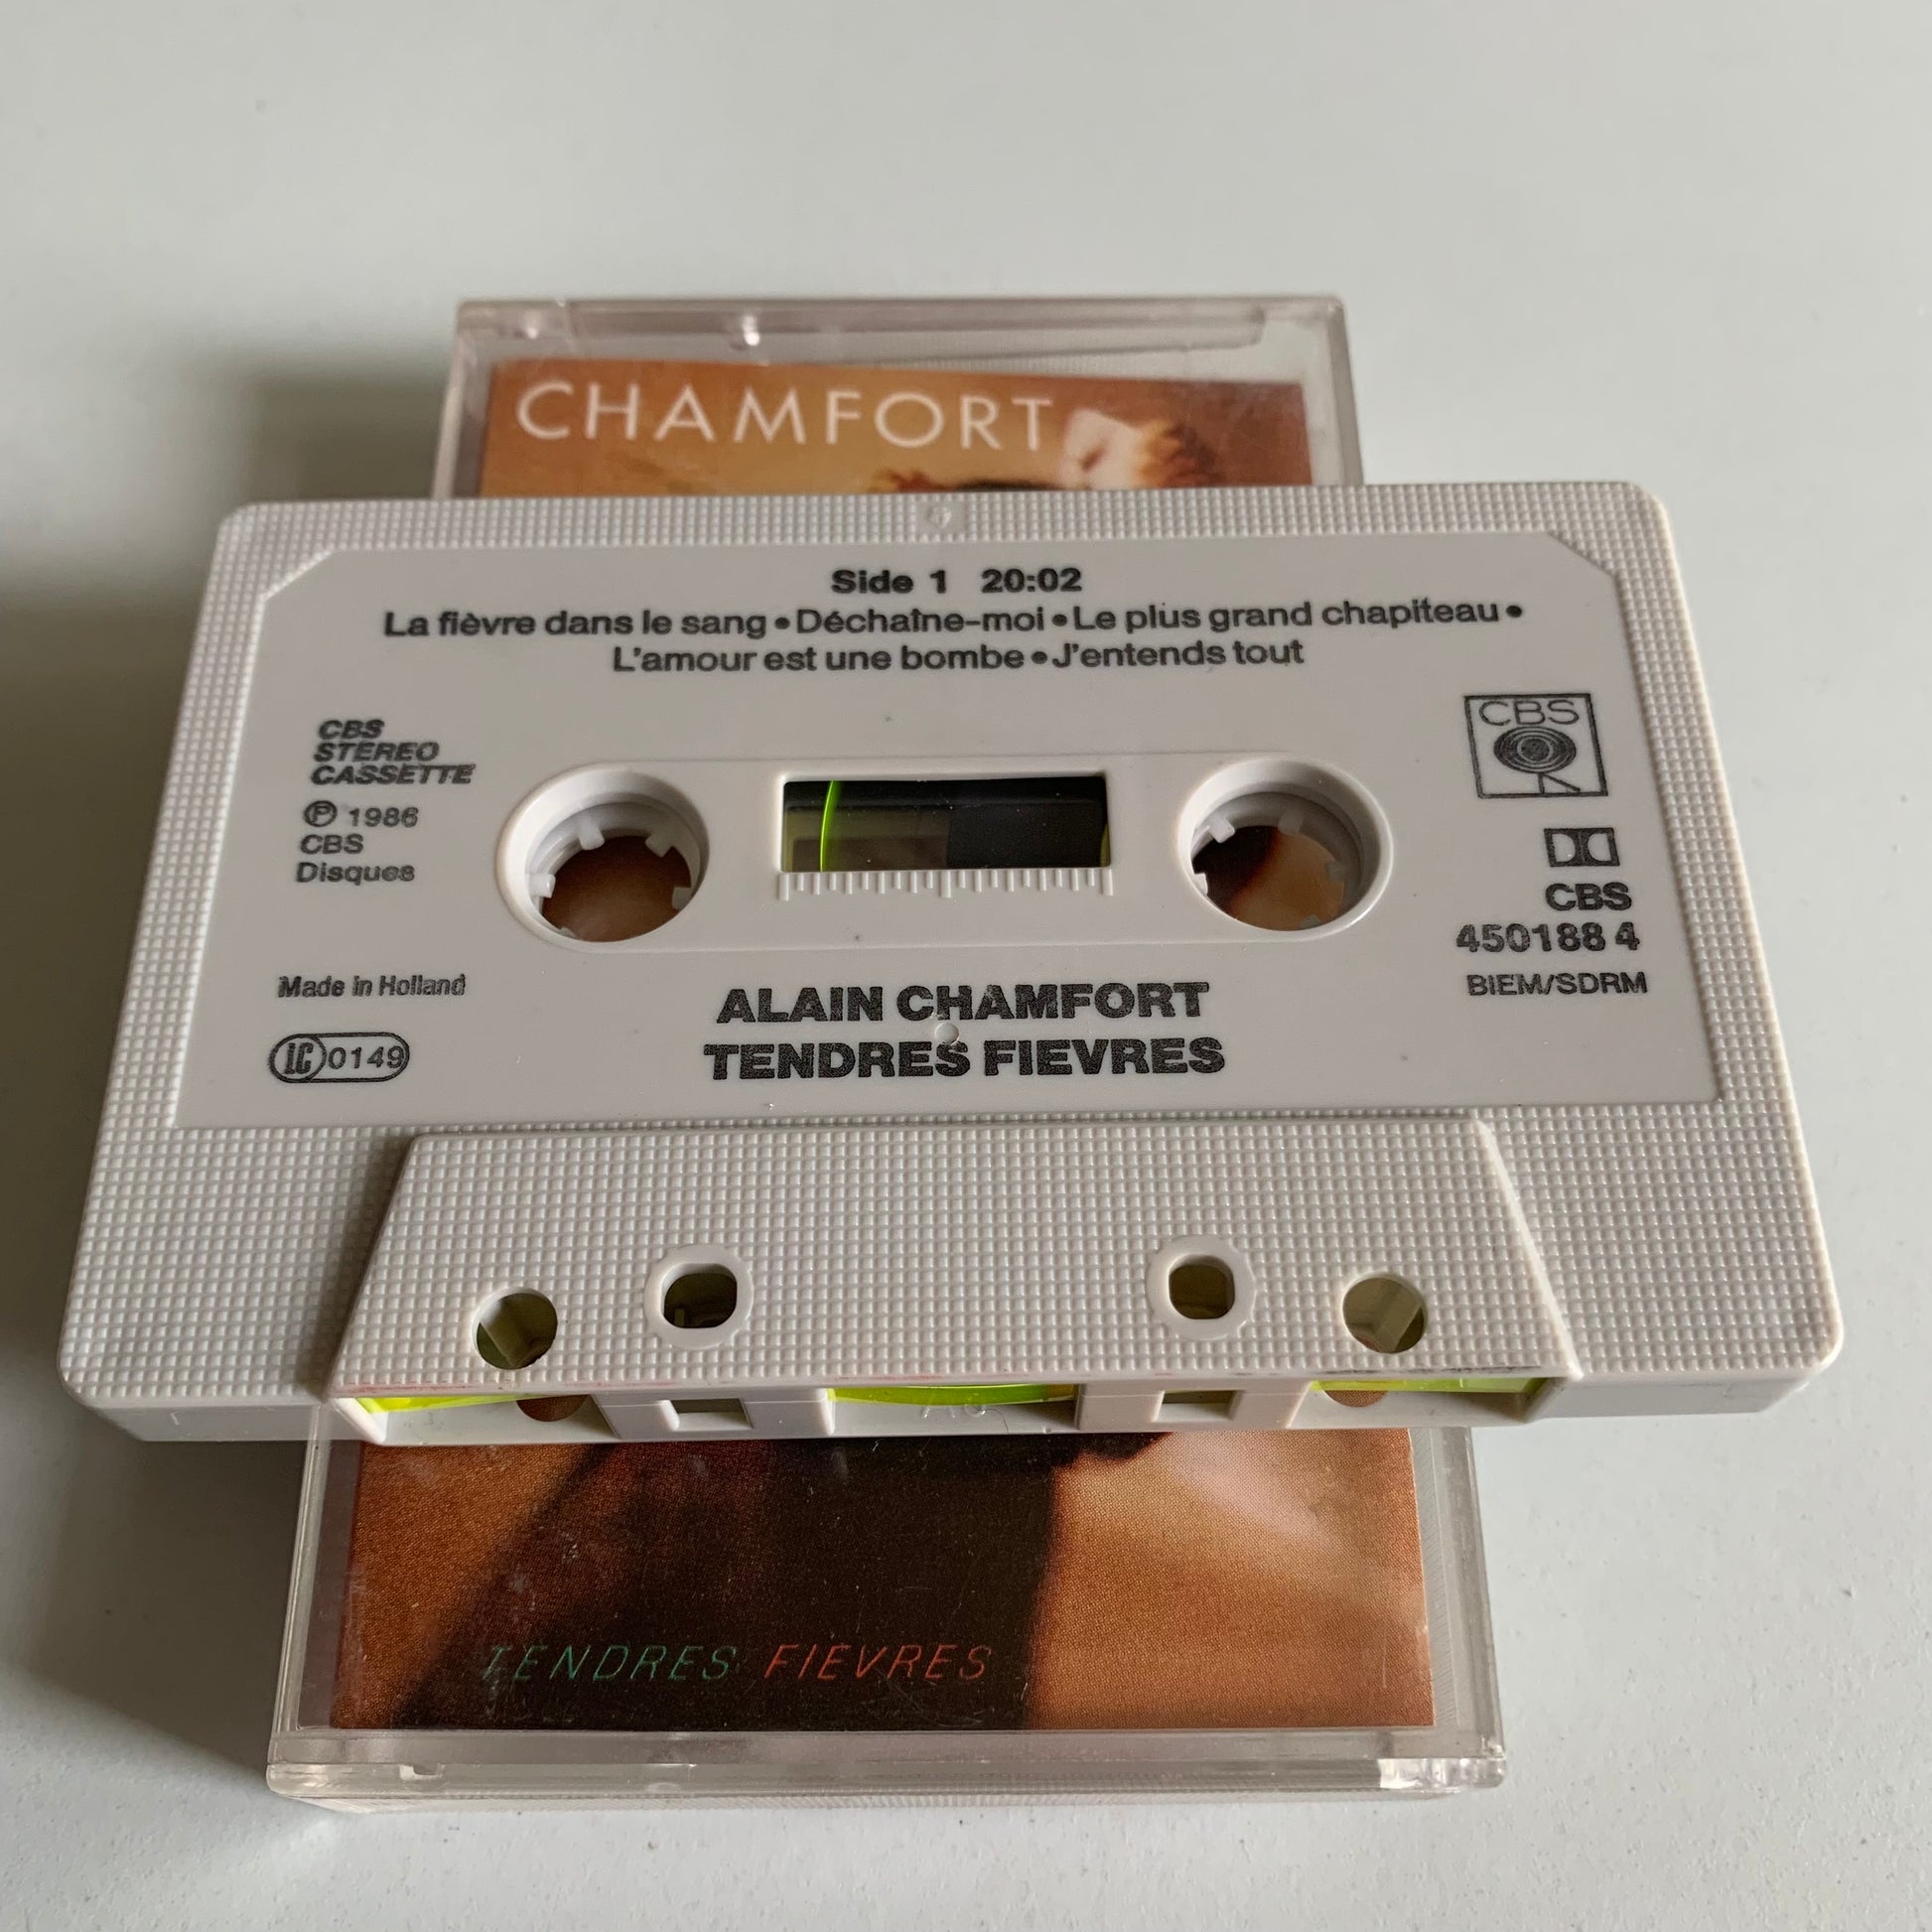 CHAMFORT
Side 1 20:02
La fièvre dans le sang • Déchaîne-moi • Le plus grand chapiteau •
L'amour est une bombe • J'entends tout
CBS
STEREO
CASSETTE
℗ 1986
CBS
Disques
CBS
CBS
450188 4
BIEM/SDRM
Made in Holland
LC 0149
ALAIN CHAMFORT
TENDRES FIEVRES
TENDRES FIEVRES